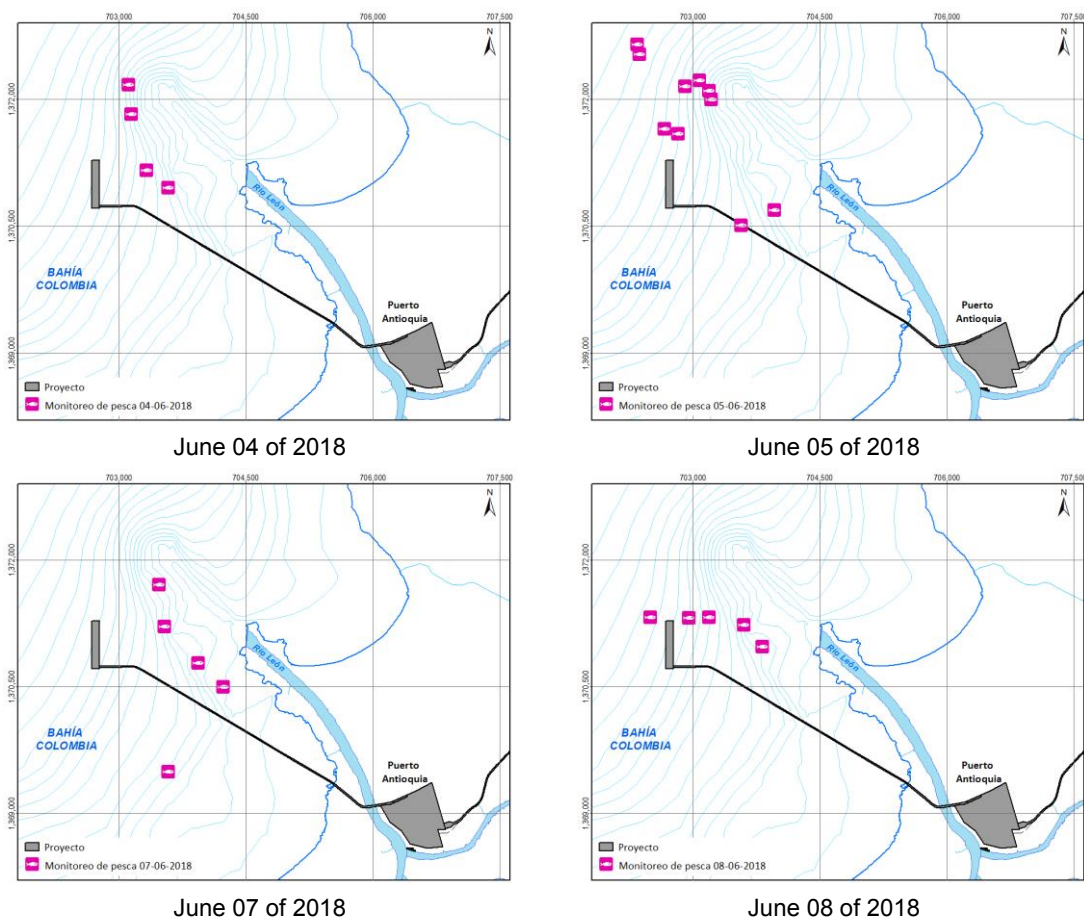 703,000
704,500
706,000
707,500
N
1,372,000
1,370,500
1,369,000
Río León
BAHÍA
COLOMBIA
Puerto
Antioquia
Proyecto
Monitoreo de pesca 04-06-2018
June 04 of 2018
703,000
704,500
706,000
707,500
N
1,372,000
1,370,500
1,369,000
Río León
BAHÍA
COLOMBIA
Puerto
Antioquia
Proyecto
Monitoreo de pesca 05-06-2018
June 05 of 2018
703,000
704,500
706,000
707,500
N
1,372,000
1,370,500
1,369,000
Río León
BAHÍA
COLOMBIA
Puerto
Antioquia
Proyecto
Monitoreo de pesca 07-06-2018
June 07 of 2018
703,000
704,500
706,000
707,500
N
1,372,000
1,370,500
1,369,000
Río León
BAHÍA
COLOMBIA
Puerto
Antioquia
Proyecto
Monitoreo de pesca 08-06-2018
June 08 of 2018